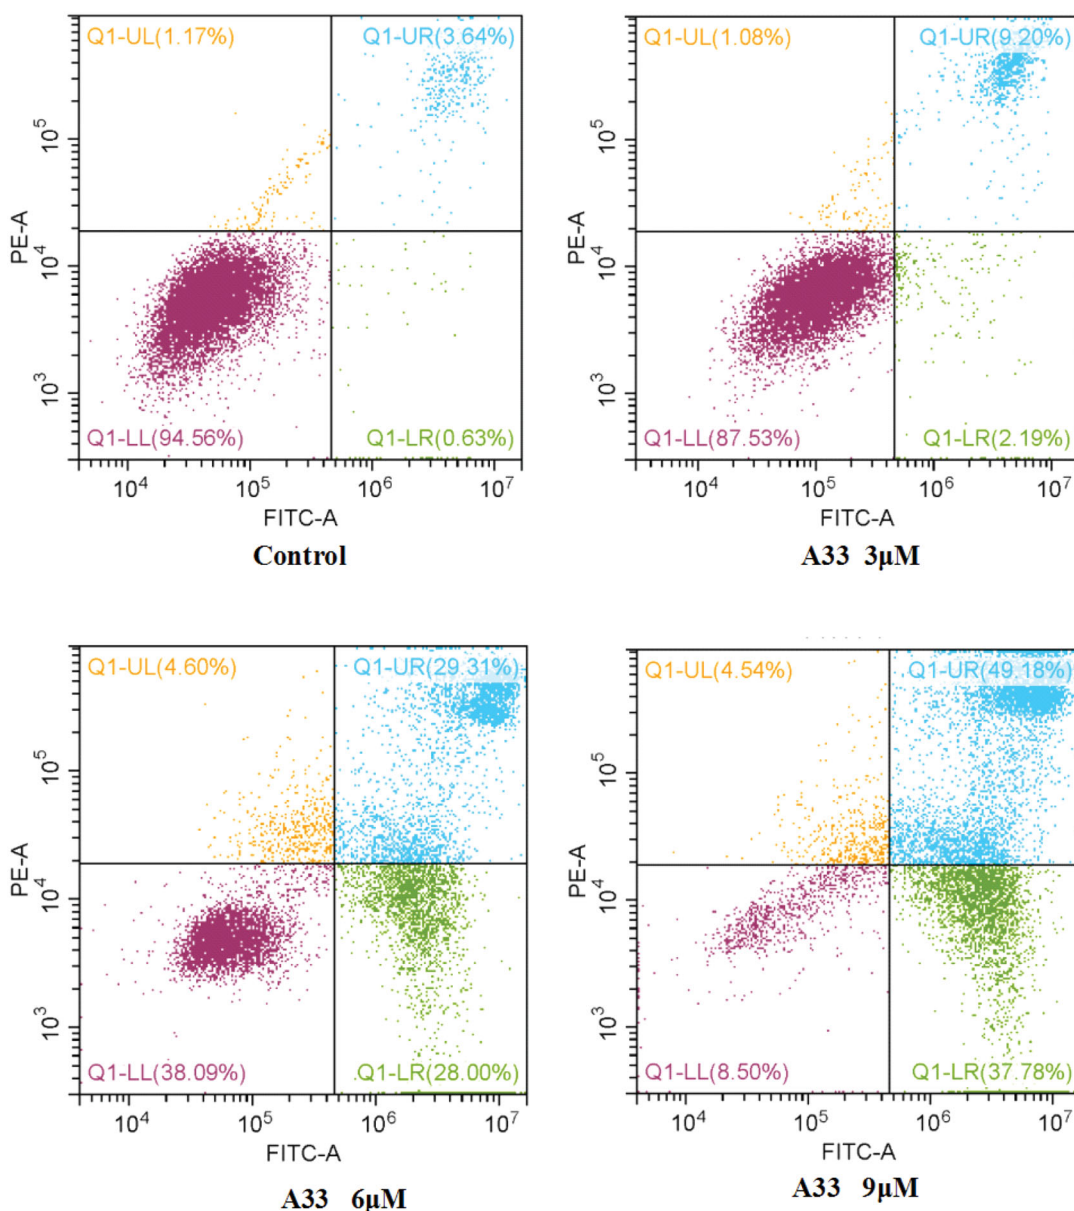 Q1-UL(1.17%) Q1-UR(3.64%)
10^5
10^4
10^3
PE-A
Q1-LL(94.56%) Q1-LR(0.63%)
10^4 10^5 10^6 10^7
FITC-A
Control
Q1-UL(1.08%) Q1-UR(9.20%)
10^5
10^4
10^3
PE-A
Q1-LL(87.53%) Q1-LR(2.19%)
10^4 10^5 10^6 10^7
FITC-A
A33 3μM
Q1-UL(4.60%) Q1-UR(29.31%)
10^5
10^4
10^3
PE-A
Q1-LL(38.09%) Q1-LR(28.00%)
10^4 10^5 10^6 10^7
FITC-A
A33 6μM
Q1-UL(4.54%) Q1-UR(49.18%)
10^5
10^4
10^3
PE-A
Q1-LL(8.50%) Q1-LR(37.78%)
10^4 10^5 10^6 10^7
FITC-A
A33 9μM